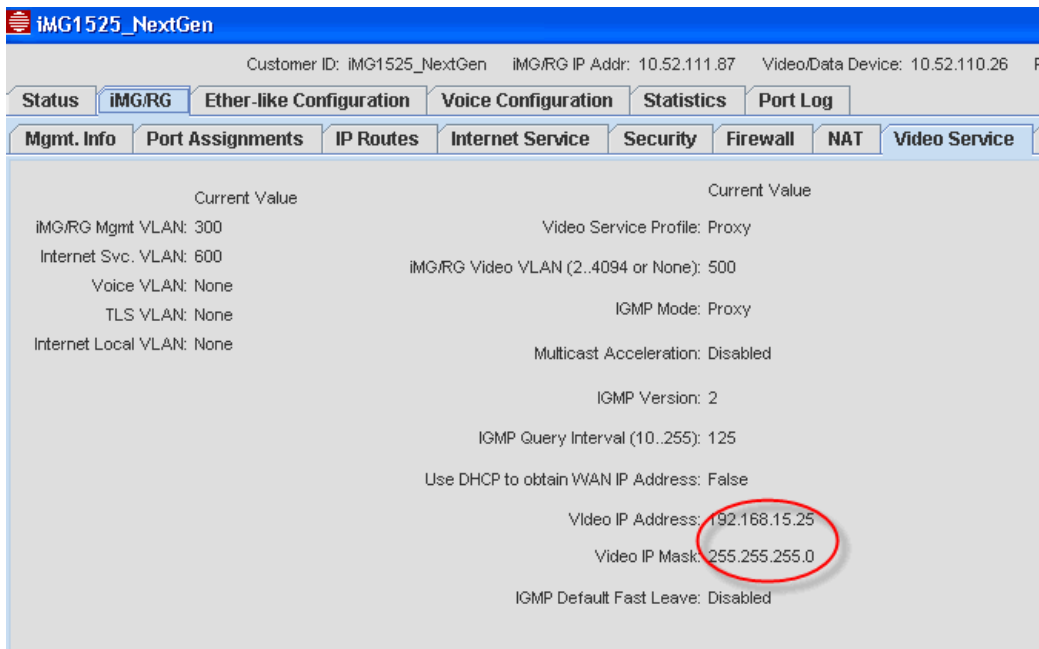 iMG1525_NextGen
Customer ID: iMG1525_NextGen iMG/RG IP Addr: 10.52.111.87 Video/Data Device: 10.52.110.26
Status iMG/RG Ether-like Configuration Voice Configuration Statistics Port Log
Mgmt. Info Port Assignments IP Routes Internet Service Security Firewall NAT Video Service
Current Value
iMG/RG Mgmt VLAN: 300
Internet Svc. VLAN: 600
Voice VLAN: None
TLS VLAN: None
Internet Local VLAN: None
Current Value
Video Service Profile: Proxy
iMG/RG Video VLAN (2..4094 or None): 500
IGMP Mode: Proxy
Multicast Acceleration: Disabled
IGMP Version: 2
IGMP Query Interval (10..255): 125
Use DHCP to obtain WAN IP Address: False
VIdeo IP Address: 192.168.15.25
Video IP Mask: 255.255.255.0
IGMP Default Fast Leave: Disabled